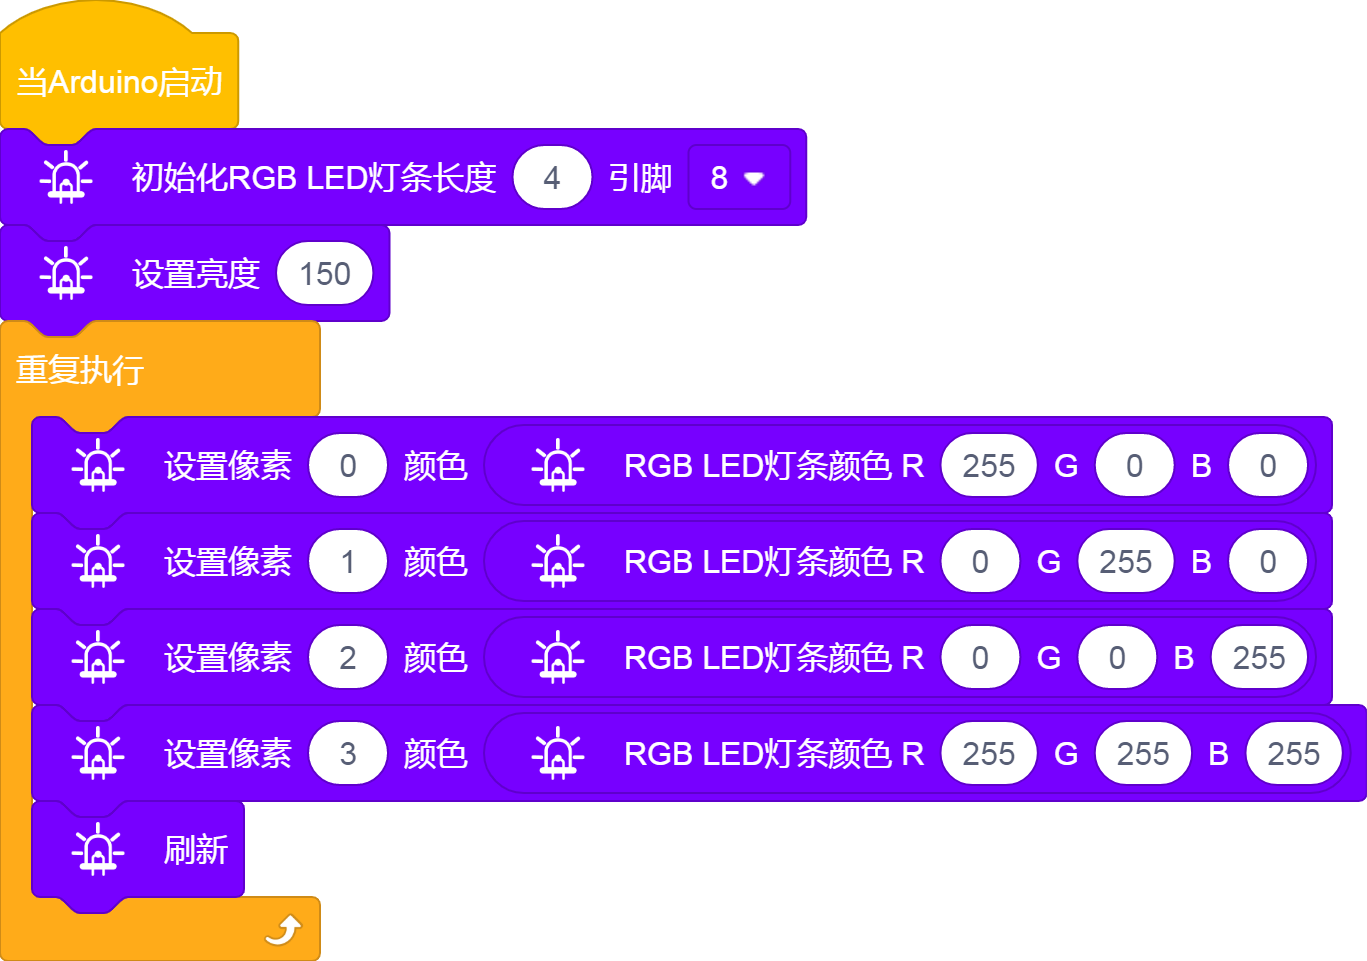 当Arduino启动
初始化RGB LED灯条长度 4 引脚 8
设置亮度 150
重复执行
设置像素 0 颜色 RGB LED灯条颜色 R 255 G 0 B 0
设置像素 1 颜色 RGB LED灯条颜色 R 0 G 255 B 0
设置像素 2 颜色 RGB LED灯条颜色 R 0 G 0 B 255
设置像素 3 颜色 RGB LED灯条颜色 R 255 G 255 B 255
刷新